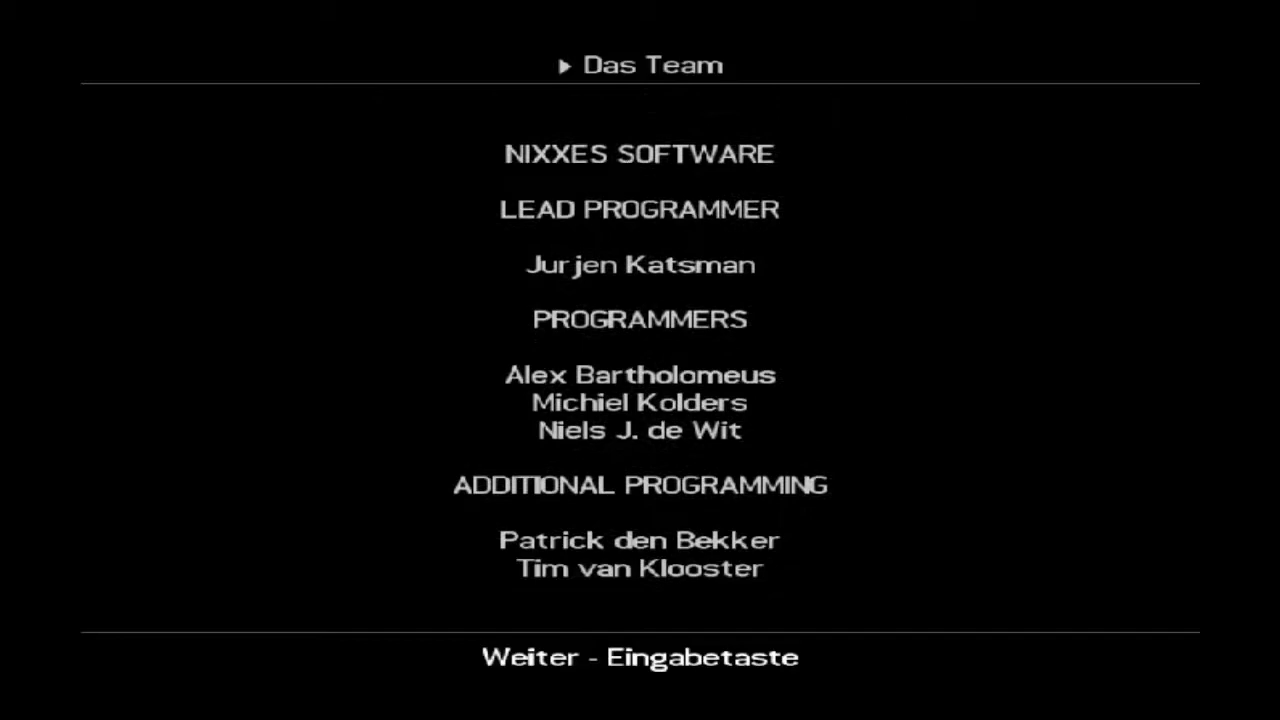 Das Team
NIXXES SOFTWARE
LEAD PROGRAMMER
Jurjen Katsman
PROGRAMMERS
Alex Bartholomeus
Michiel Kolders
Niels J. de Wit
ADDITIONAL PROGRAMMING
Patrick den Bekker
Tim van Klooster
Weiter - Eingabetaste